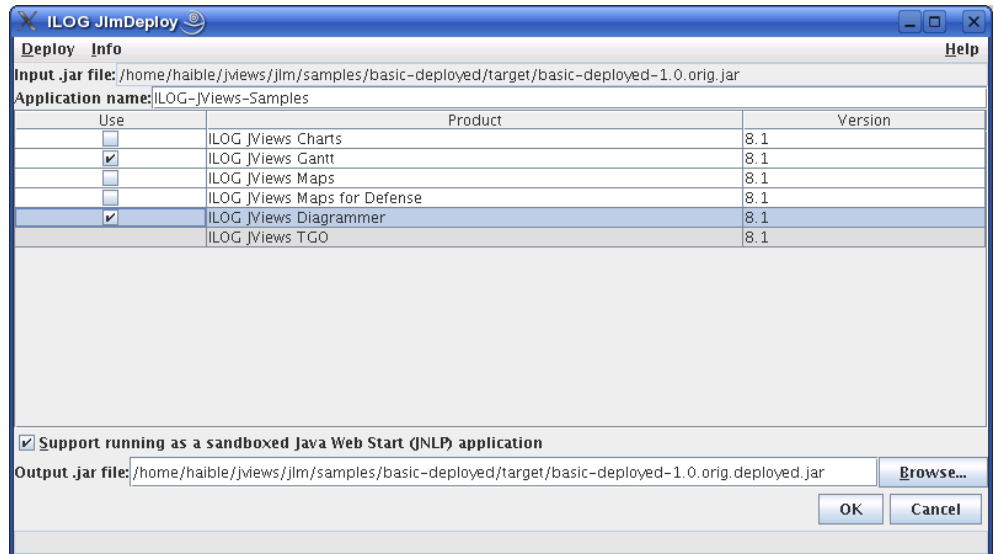 ILOG JlmDeploy
Deploy Info Help
Input .jar file: /home/haible/jviews/jlm/samples/basic-deployed/target/basic-deployed-1.0.orig.jar
Application name: ILOG-JViews-Samples
Use Product Version
ILOG JViews Charts 8.1
ILOG JViews Gantt 8.1
ILOG JViews Maps 8.1
ILOG JViews Maps for Defense 8.1
ILOG JViews Diagrammer 8.1
ILOG JViews TGO 8.1
Support running as a sandboxed Java Web Start (JNLP) application
Output .jar file: /home/haible/jviews/jlm/samples/basic-deployed/target/basic-deployed-1.0.orig.deployed.jar Browse...
OK Cancel